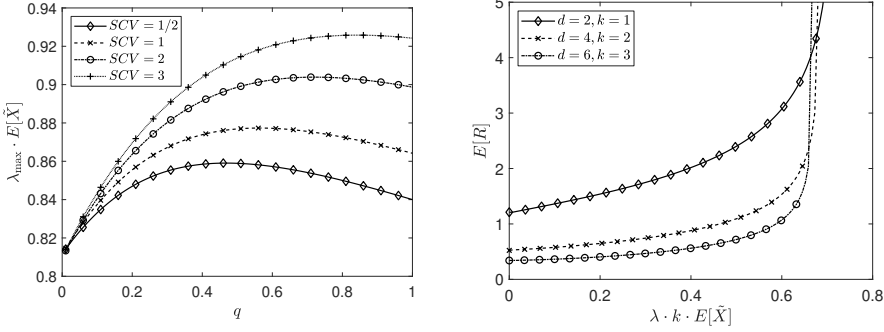 0.94
0.92
0.9
0.88
0.86
0.84
0.82
0.8
λ_max · E[X̃]
SCV = 1/2
SCV = 1
SCV = 2
SCV = 3
0 0.2 0.4 0.6 0.8 1
q
5
4
3
2
1
0
E[R]
d = 2, k = 1
d = 4, k = 2
d = 6, k = 3
0 0.2 0.4 0.6 0.8
λ · k · E[X̃]